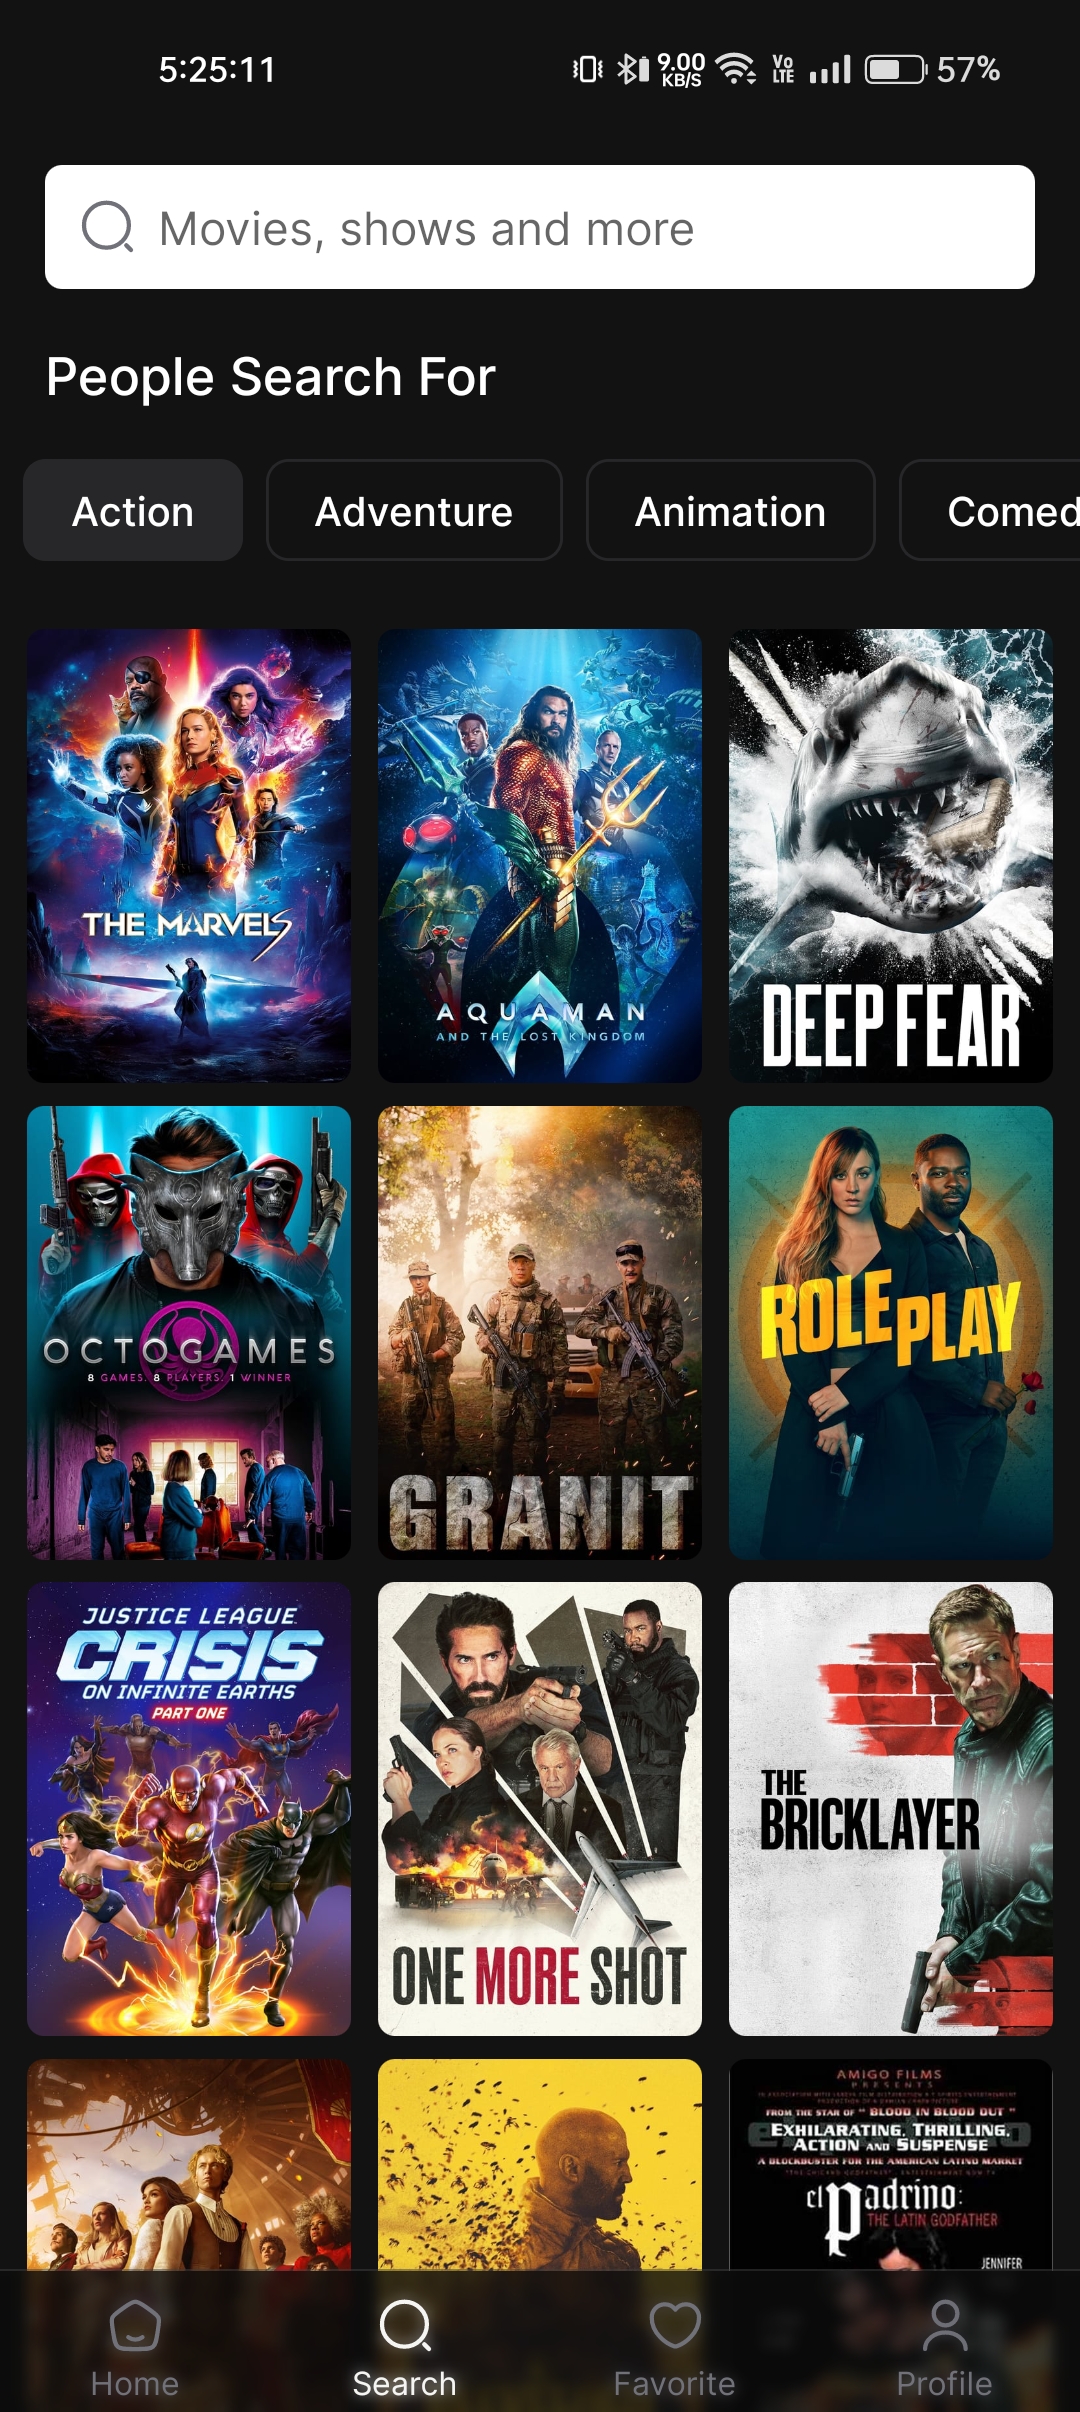 5:25:11
9.00
KB/S
Vo
LTE
57%
Movies, shows and more
People Search For
Action
Adventure
Animation
Comed
THE MARVELS
AQUAMAN
AND THE LOST KINGDOM
DEEP FEAR
OCTOGAMES
8 GAMES. 8 PLAYERS. 1 WINNER
GRANIT
ROLE PLAY
JUSTICE LEAGUE
CRISIS
ON INFINITE EARTHS
PART ONE
ONE MORE SHOT
THE
BRICKLAYER
AMIGO FILMS
PRESENTS
FROM THE STAR OF "BLOOD IN BLOOD OUT"
EXHILARATING, THRILLING,
ACTION AND SUSPENSE
A BLOCKBUSTER FOR THE AMERICAN LATINO MARKET
el Padrino:
THE LATIN GODFATHER
JENNIFER
Home
Search
Favorite
Profile